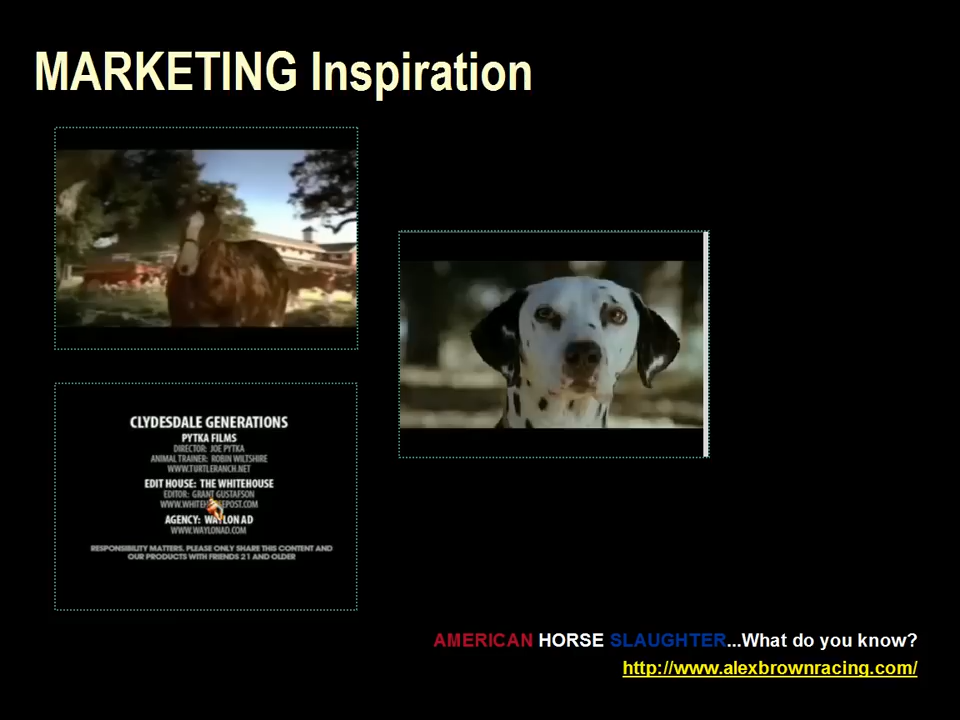 MARKETING Inspiration
CLYDESDALE GENERATIONS
PYTKA FILMS
DIRECTOR: JOE PYTKA
ANIMAL TRAINER: ROBIN WILTSHIRE
WWW.TURTLERANCH.NET
EDIT HOUSE: THE WHITEHOUSE
EDITOR: GRANT GUSTAFSON
AGENCY: WAYLON AD
WWW.WAYLONAD.COM
RESPONSIBILITY MATTERS. PLEASE ONLY SHARE THIS CONTENT AND
OUR PRODUCTS WITH FRIENDS 21 AND OLDER
AMERICAN HORSE SLAUGHTER...What do you know?
http://www.alexbrownracing.com/